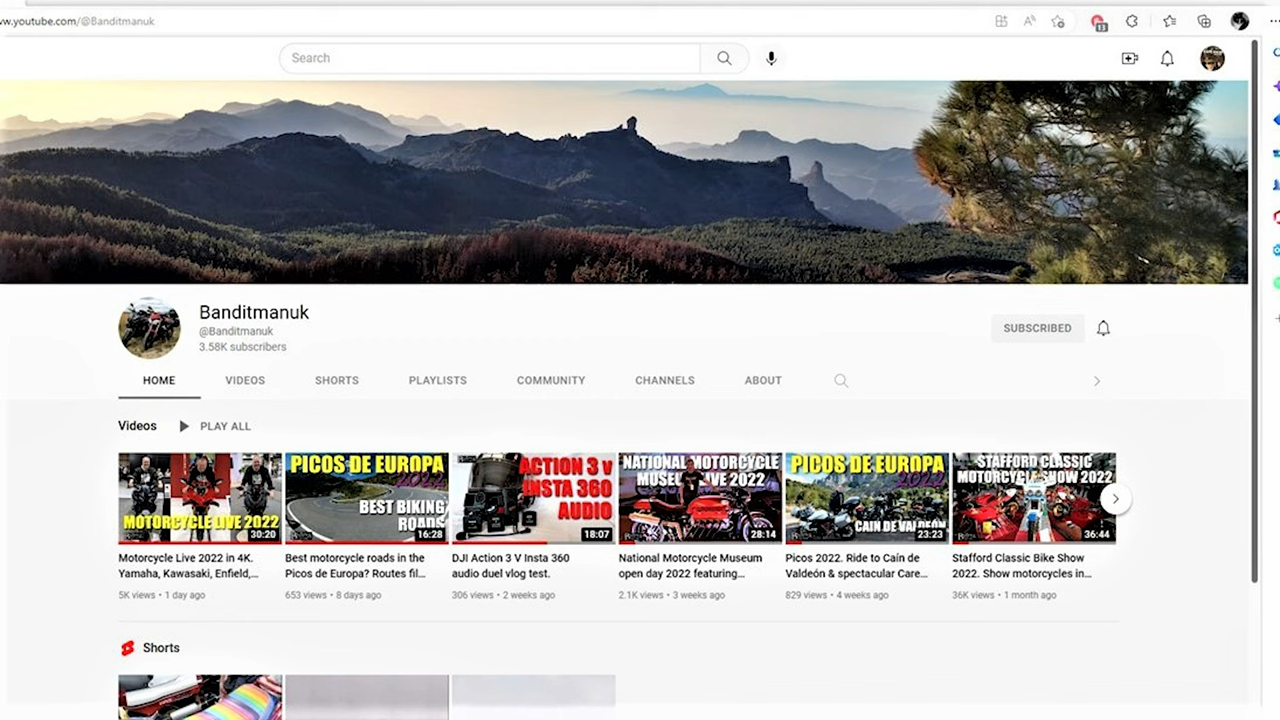 ww.youtube.com/@Banditmanuk
13
Search
Banditmanuk
@Banditmanuk
3.58K subscribers
SUBSCRIBED
HOME VIDEOS SHORTS PLAYLISTS COMMUNITY CHANNELS ABOUT
Videos PLAY ALL
MOTORCYCLE LIVE 2022
30:20
PICOS DE EUROPA
2022
BEST BIKING
ROADS
16:28
ACTION 3 v
INSTA 360
AUDIO
18:07
NATIONAL MOTORCYCLE
MUSEUM LIVE 2022
28:14
PICOS DE EUROPA
2022
CAIN DE VALDEÓN
23:23
STAFFORD CLASSIC
MOTORCYCLE SHOW 2022
36:44
Motorcycle Live 2022 in 4K.
Yamaha, Kawasaki, Enfield,...
5K views • 1 day ago
Best motorcycle roads in the
Picos de Europa? Routes fil...
653 views • 8 days ago
DJI Action 3 V Insta 360
audio duel vlog test.
306 views • 2 weeks ago
National Motorcycle Museum
open day 2022 featuring...
2.1K views • 3 weeks ago
Picos 2022. Ride to Caín de
Valdeón & spectacular Care...
829 views • 4 weeks ago
Stafford Classic Bike Show
2022. Show motorcycles in...
36K views • 1 month ago
Shorts